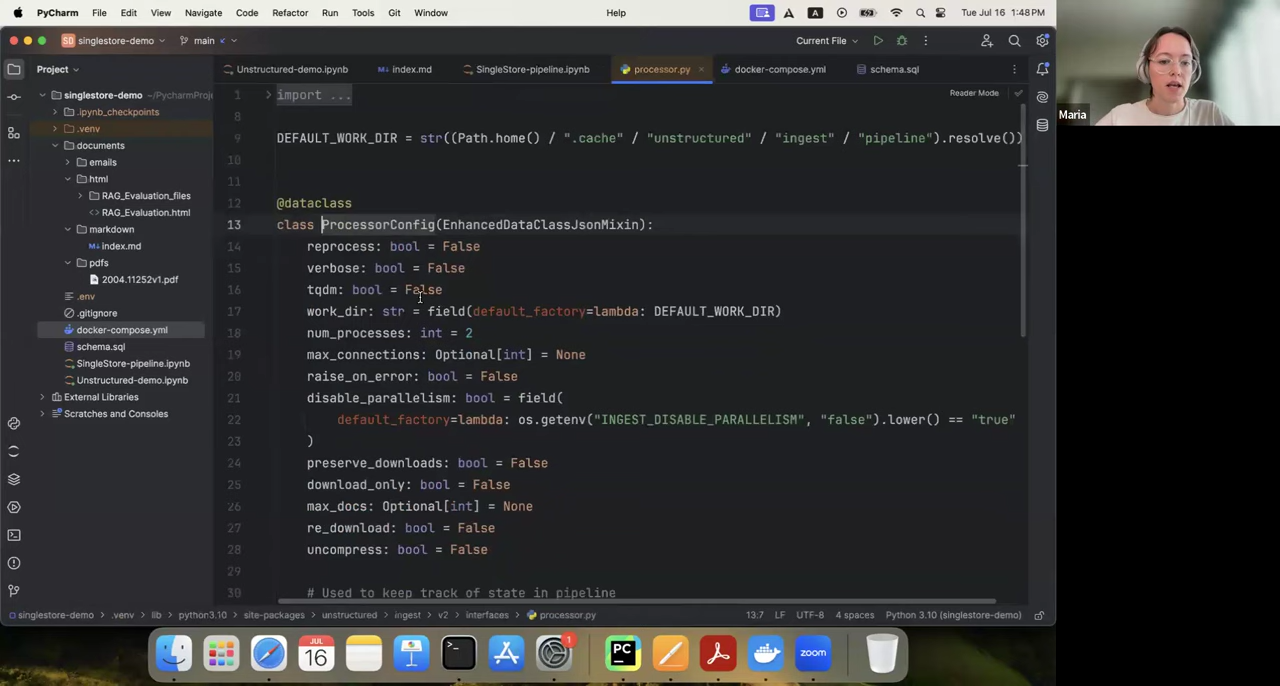 PyCharm File Edit View Navigate Code Refactor Run Tools Git Window Help Tue Jul 16 1:48 PM
SD singlestore-demo main Current File
Project
Unstructured-demo.ipynb index.md SingleStore-pipeline.ipynb processor.py docker-compose.yml schema.sql
singlestore-demo ~/PycharmProj
.ipynb_checkpoints
.venv
documents
emails
html
RAG_Evaluation_files
RAG_Evaluation.html
markdown
index.md
pdfs
2004.11252v1.pdf
.env
.gitignore
docker-compose.yml
schema.sql
SingleStore-pipeline.ipynb
Unstructured-demo.ipynb
External Libraries
Scratches and Consoles
Reader Mode
1 import ...
8
9 DEFAULT_WORK_DIR = str((Path.home() / ".cache" / "unstructured" / "ingest" / "pipeline").resolve())
10
11
12 @dataclass
13 class ProcessorConfig(EnhancedDataClassJsonMixin):
14 reprocess: bool = False
15 verbose: bool = False
16 tqdm: bool = False
17 work_dir: str = field(default_factory=lambda: DEFAULT_WORK_DIR)
18 num_processes: int = 2
19 max_connections: Optional[int] = None
20 raise_on_error: bool = False
21 disable_parallelism: bool = field(
22 default_factory=lambda: os.getenv("INGEST_DISABLE_PARALLELISM", "false").lower() == "true"
23 )
24 preserve_downloads: bool = False
25 download_only: bool = False
26 max_docs: Optional[int] = None
27 re_download: bool = False
28 uncompress: bool = False
29
30 # Used to keep track of state in pipeline
singlestore-demo .venv lib python3.10 site-packages unstructured ingest v2 interfaces processor.py 13:7 LF UTF-8 4 spaces Python 3.10 (singlestore-demo)
Maria
JUL
16
1
PC
zoom